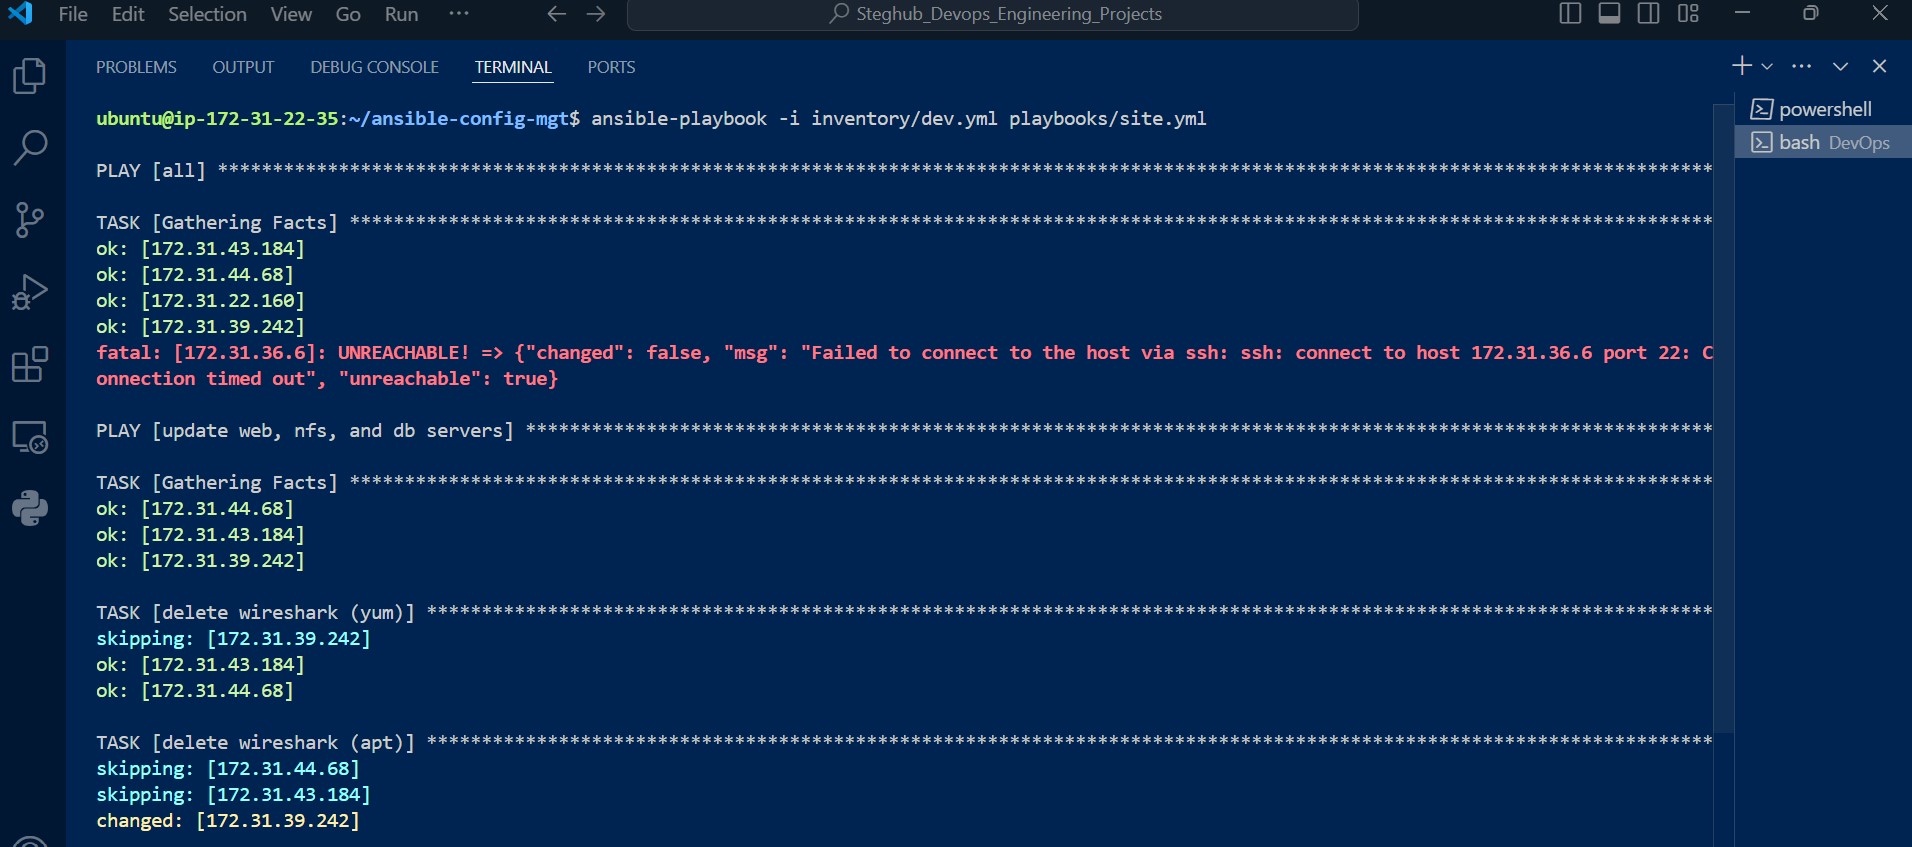 File Edit Selection View Go Run ··· Steghub_Devops_Engineering_Projects
PROBLEMS OUTPUT DEBUG CONSOLE TERMINAL PORTS
powershell
bash DevOps
ubuntu@ip-172-31-22-35:~/ansible-config-mgt$ ansible-playbook -i inventory/dev.yml playbooks/site.yml
PLAY [all] ****************************************************************************************************************************************
TASK [Gathering Facts] ****************************************************************************************************************************
ok: [172.31.43.184]
ok: [172.31.44.68]
ok: [172.31.22.160]
ok: [172.31.39.242]
fatal: [172.31.36.6]: UNREACHABLE! => {"changed": false, "msg": "Failed to connect to the host via ssh: ssh: connect to host 172.31.36.6 port 22: C
onnection timed out", "unreachable": true}
PLAY [update web, nfs, and db servers] ************************************************************************************************************
TASK [Gathering Facts] ****************************************************************************************************************************
ok: [172.31.44.68]
ok: [172.31.43.184]
ok: [172.31.39.242]
TASK [delete wireshark (yum)] *********************************************************************************************************************
skipping: [172.31.39.242]
ok: [172.31.43.184]
ok: [172.31.44.68]
TASK [delete wireshark (apt)] *********************************************************************************************************************
skipping: [172.31.44.68]
skipping: [172.31.43.184]
changed: [172.31.39.242]